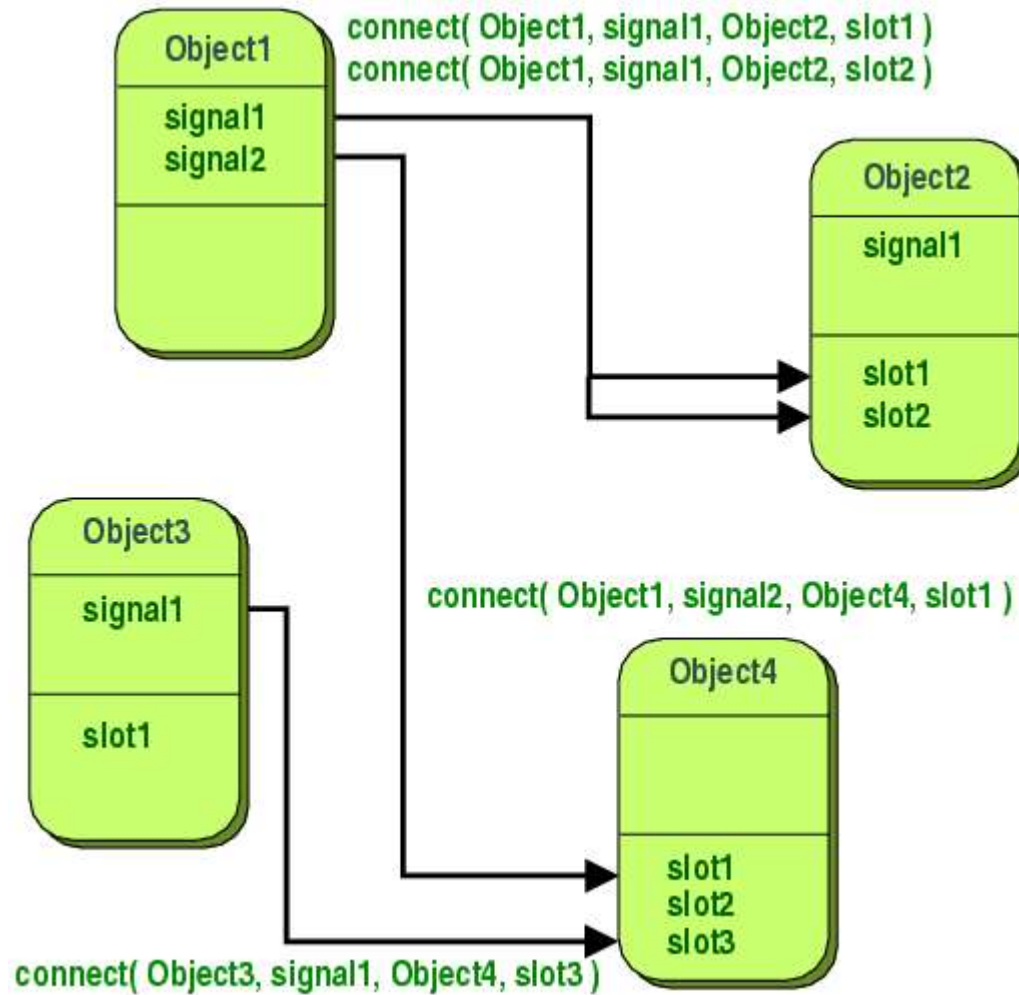 connect( Object1, signal1, Object2, slot1 )
connect( Object1, signal1, Object2, slot2 )
Object1
signal1
signal2
Object2
signal1
slot1
slot2
Object3
signal1
slot1
connect( Object1, signal2, Object4, slot1 )
Object4
slot1
slot2
slot3
connect( Object3, signal1, Object4, slot3 )